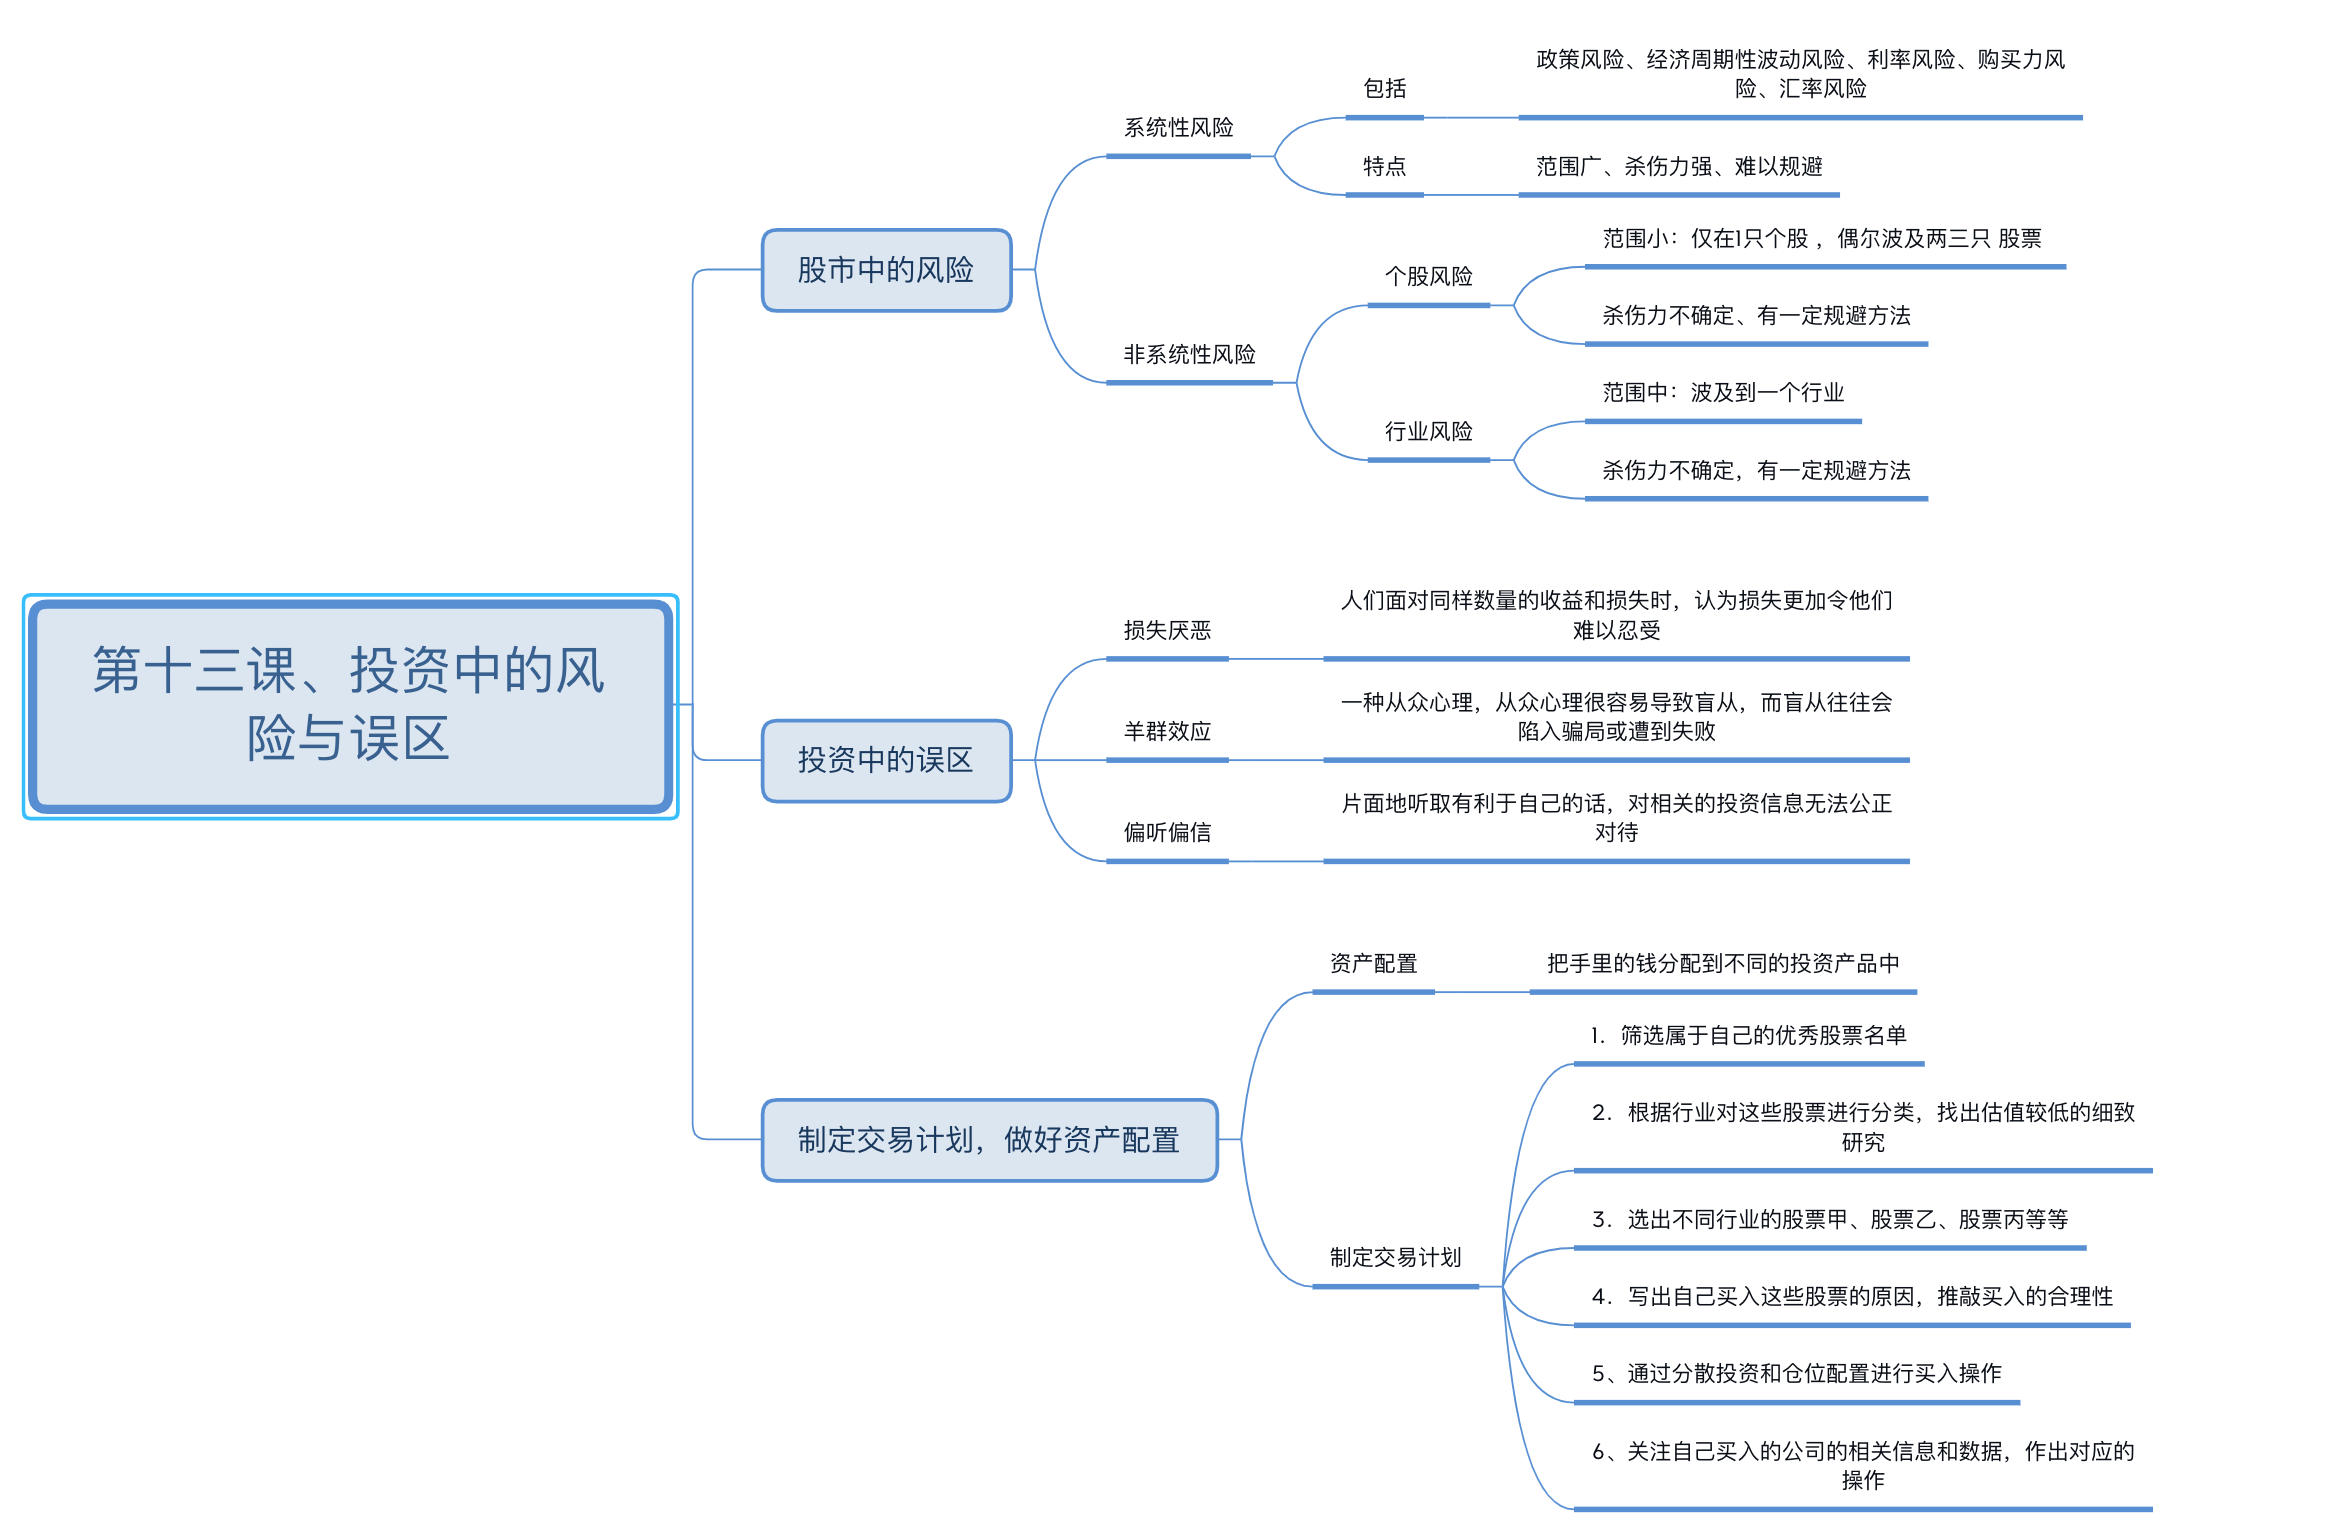 第十三课、投资中的风
险与误区
股市中的风险
系统性风险
包括
政策风险、经济周期性波动风险、利率风险、购买力风
险、汇率风险
特点
范围广、杀伤力强、难以规避
非系统性风险
个股风险
范围小：仅在1只个股 ，偶尔波及两三只 股票
杀伤力不确定、有一定规避方法
行业风险
范围中：波及到一个行业
杀伤力不确定，有一定规避方法
投资中的误区
损失厌恶
人们面对同样数量的收益和损失时，认为损失更加令他们
难以忍受
羊群效应
一种从众心理，从众心理很容易导致盲从，而盲从往往会
陷入骗局或遭到失败
偏听偏信
片面地听取有利于自己的话，对相关的投资信息无法公正
对待
制定交易计划，做好资产配置
资产配置
把手里的钱分配到不同的投资产品中
制定交易计划
1．筛选属于自己的优秀股票名单
2．根据行业对这些股票进行分类，找出估值较低的细致
研究
3．选出不同行业的股票甲、股票乙、股票丙等等
4．写出自己买入这些股票的原因，推敲买入的合理性
5、通过分散投资和仓位配置进行买入操作
6、关注自己买入的公司的相关信息和数据，作出对应的
操作